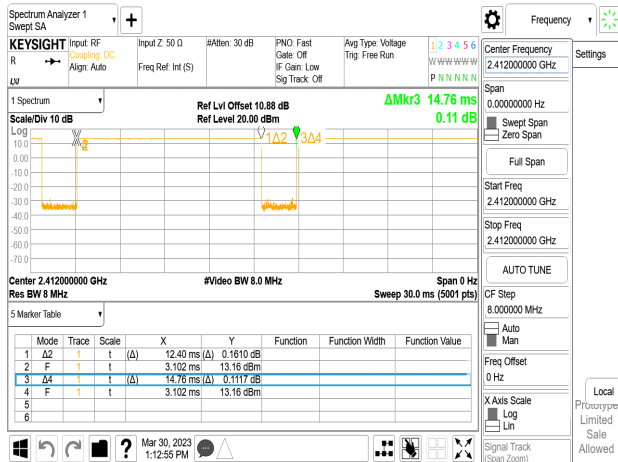 Spectrum Analyzer 1
Swept SA
Frequency
KEYSIGHT
R
Input: RF
Coupling: DC
Align: Auto
Input Z: 50 Ω
Freq Ref: Int (S)
#Atten: 30 dB
PNO: Fast
Gate: Off
IF Gain: Low
Sig Track: Off
Avg Type: Voltage
Trig: Free Run
1 2 3 4 5 6
W W W W W W
P N N N N N
LXI
1 Spectrum
Scale/Div 10 dB
Ref Lvl Offset 10.88 dB
Ref Level 20.00 dBm
ΔMkr3 14.76 ms
0.11 dB
Log
10.0
0.00
-10.0
-20.0
-30.0
-40.0
-50.0
-60.0
-70.0
1Δ2
3Δ4
Center 2.412000000 GHz
Res BW 8 MHz
#Video BW 8.0 MHz
Span 0 Hz
Sweep 30.0 ms (5001 pts)
5 Marker Table
Mode Trace Scale X Y Function Function Width Function Value
1 Δ2 1 t (Δ) 12.40 ms (Δ) 0.1610 dB
2 F 1 t 3.102 ms 13.16 dBm
3 Δ4 1 t (Δ) 14.76 ms (Δ) 0.1117 dB
4 F 1 t 3.102 ms 13.16 dBm
5
6
?
Mar 30, 2023
1:12:55 PM
Center Frequency
2.412000000 GHz
Settings
Span
0.00000000 Hz
Swept Span
Zero Span
Full Span
Start Freq
2.412000000 GHz
Stop Freq
2.412000000 GHz
AUTO TUNE
CF Step
8.000000 MHz
Auto
Man
Freq Offset
0 Hz
X Axis Scale
Log
Lin
Signal Track
(Span Zoom)
Local
Prototype
Limited
Sale
Allowed